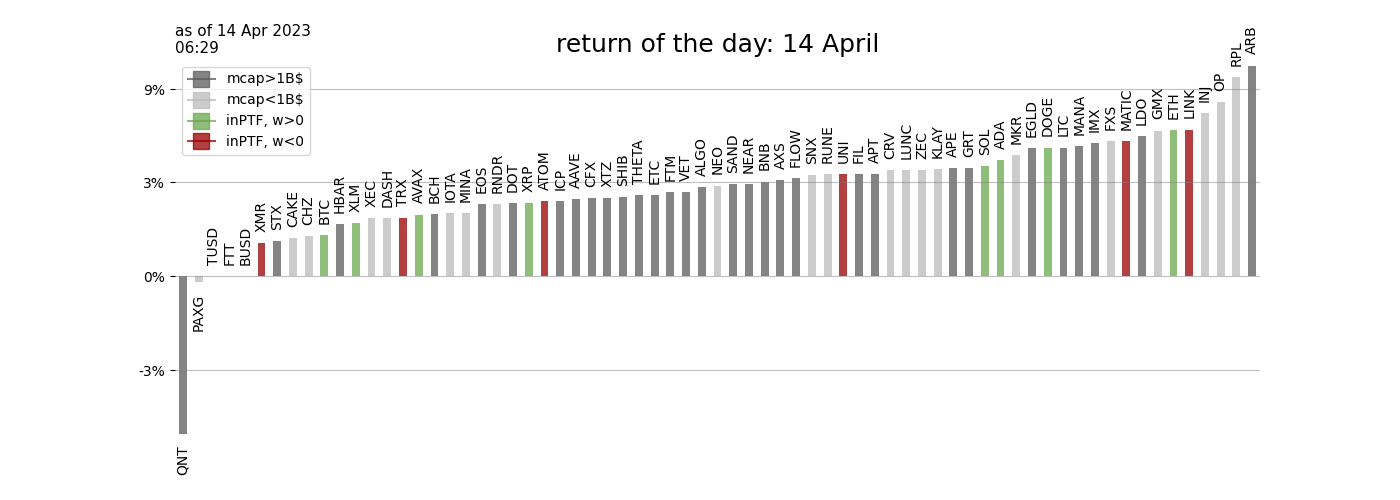 as of 14 Apr 2023
06:29
return of the day: 14 April
mcap>1B$
mcap<1B$
inPTF, w>0
inPTF, w<0
9%
3%
0%
-3%
QNT
PAXG
TUSD
FTT
BUSD
XMR
STX
CAKE
CHZ
BTC
HBAR
XLM
XEC
DASH
TRX
AVAX
BCH
IOTA
MINA
EOS
RNDR
DOT
XRP
ATOM
ICP
AAVE
CFX
XTZ
SHIB
THETA
ETC
FTM
VET
ALGO
NEO
SAND
NEAR
BNB
AXS
FLOW
SNX
RUNE
UNI
FIL
APT
CRV
LUNC
ZEC
KLAY
APE
GRT
SOL
ADA
MKR
EGLD
DOGE
LTC
MANA
IMX
FXS
MATIC
LDO
GMX
ETH
LINK
INJ
OP
RPL
ARB